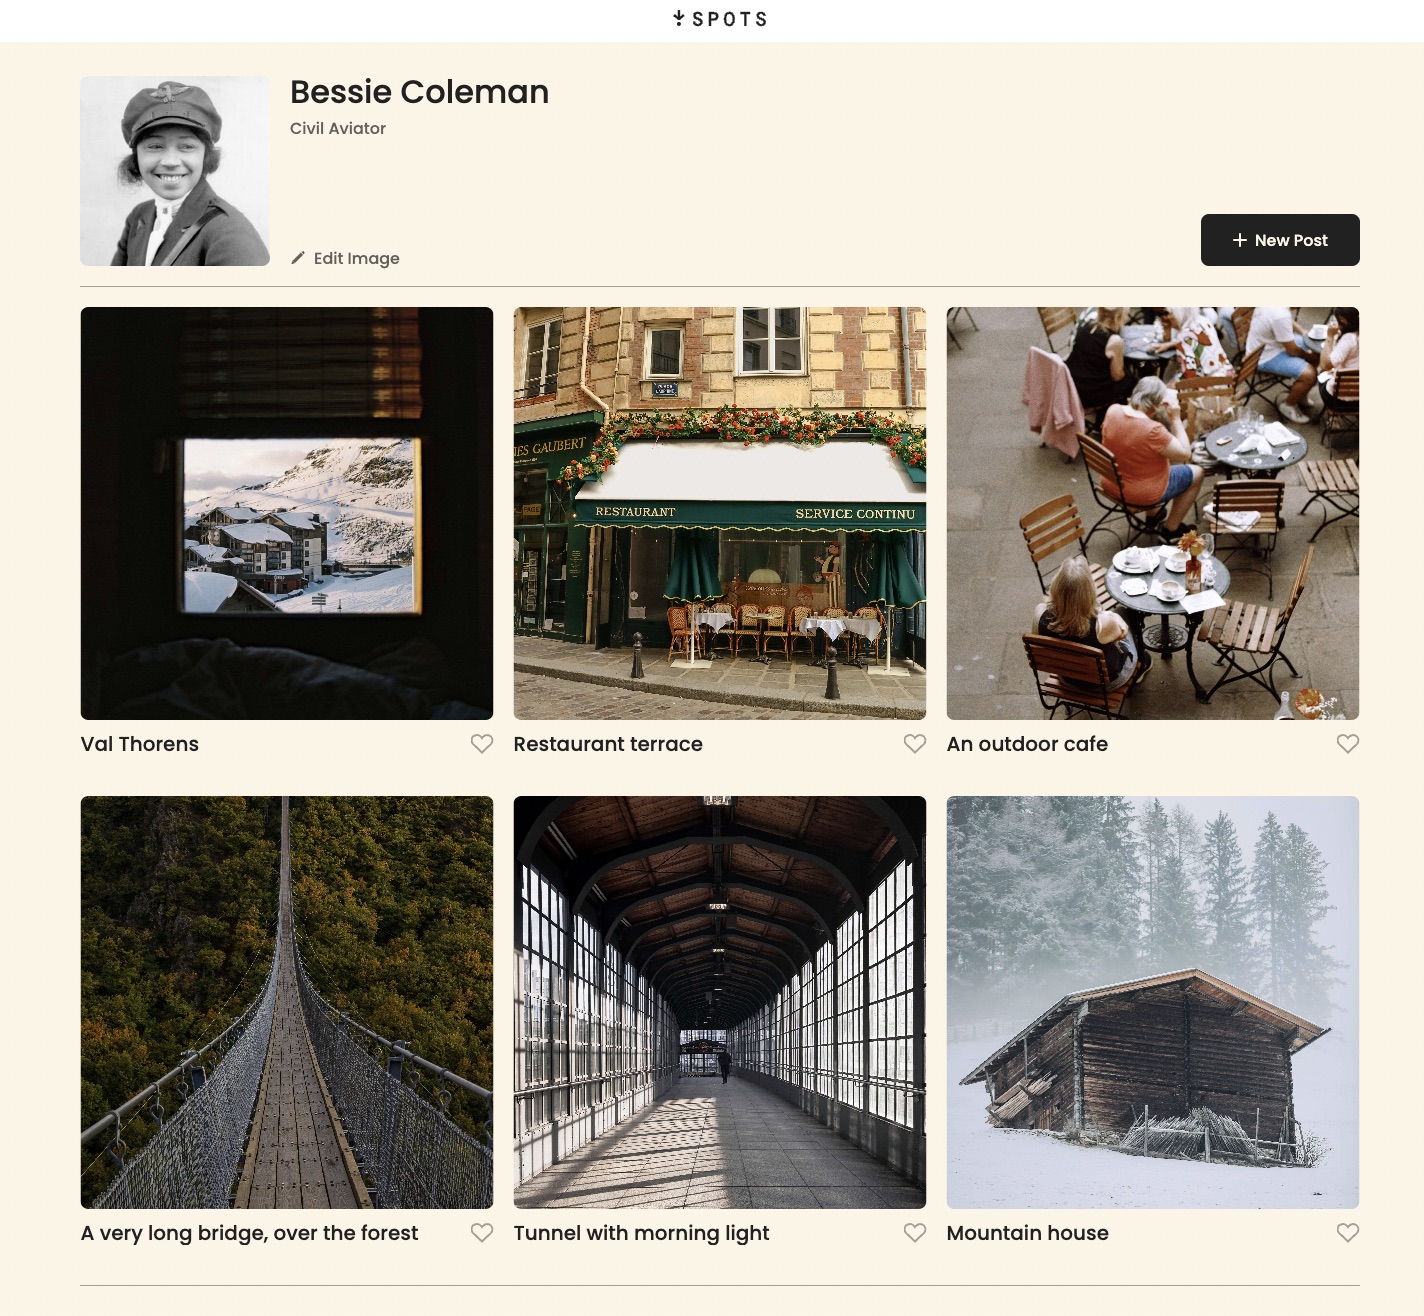 SPOTS
Bessie Coleman
Civil Aviator
Edit Image
New Post
ES GAUBERT
RESTAURANT
SERVICE CONTINU
Val Thorens
Restaurant terrace
An outdoor cafe
A very long bridge, over the forest
Tunnel with morning light
Mountain house